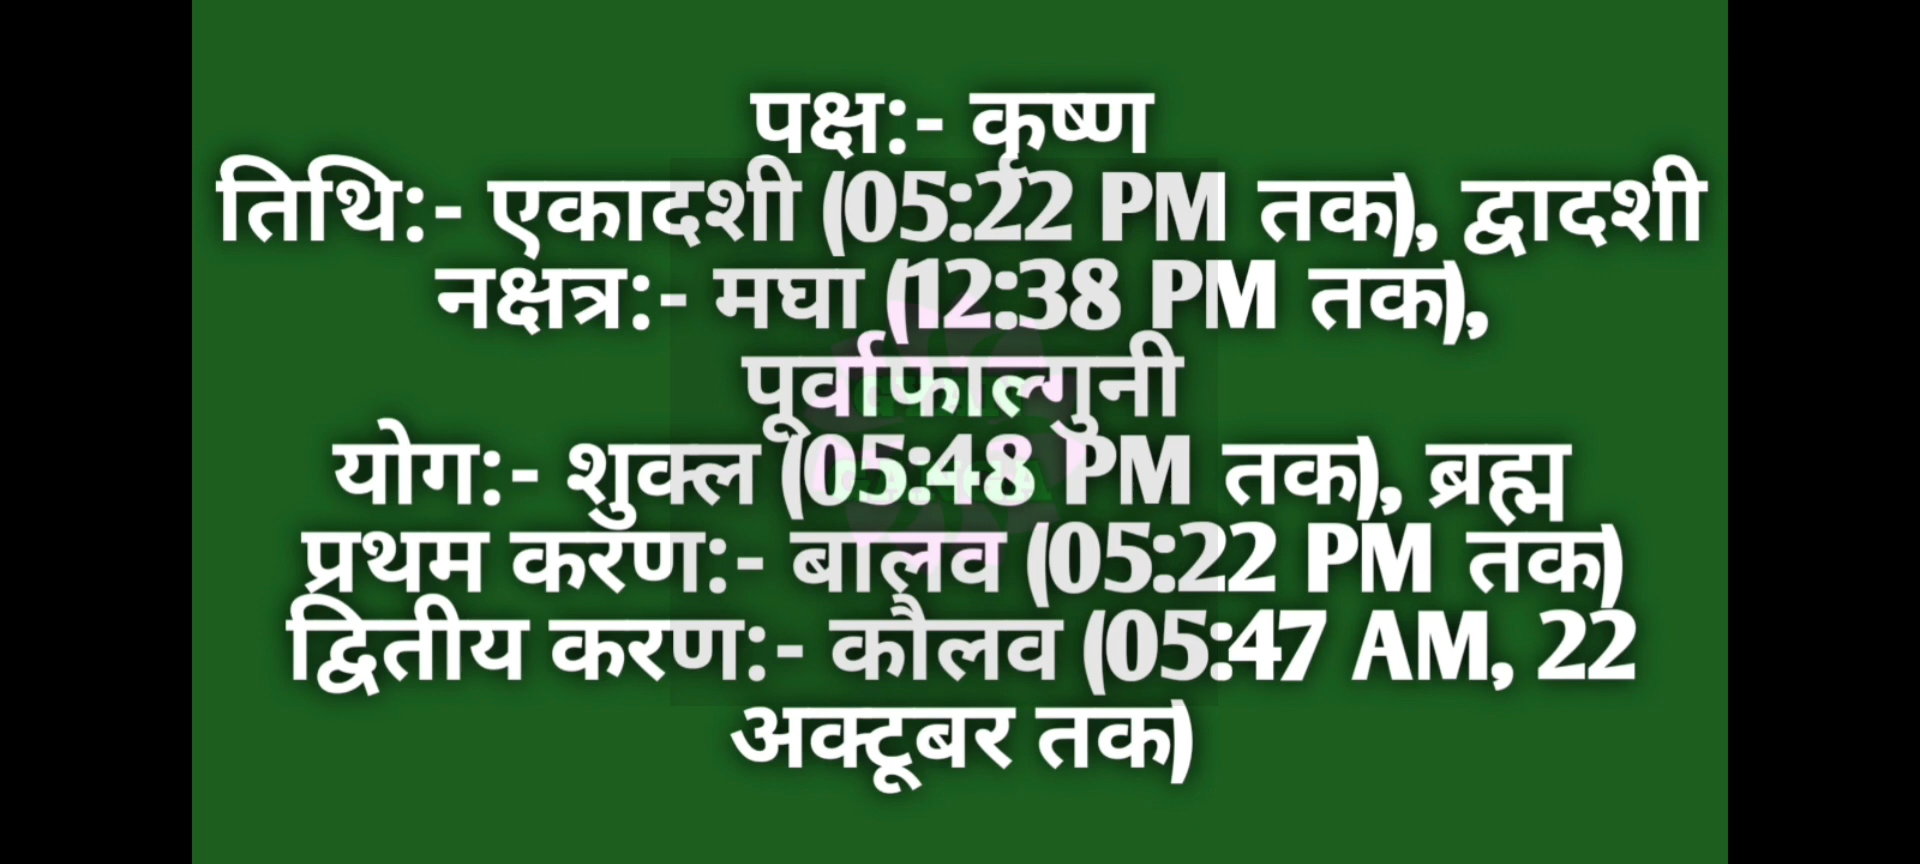 पक्ष:- कृष्ण
तिथि:- एकादशी (05:22 PM तक), द्वादशी
नक्षत्र:- मघा (12:38 PM तक),
पूर्वाफाल्गुनी
योग:- शुक्ल (05:48 PM तक), ब्रह्म
प्रथम करण:- बालव (05:22 PM तक)
द्वितीय करण:- कौलव (05:47 AM, 22
अक्टूबर तक)